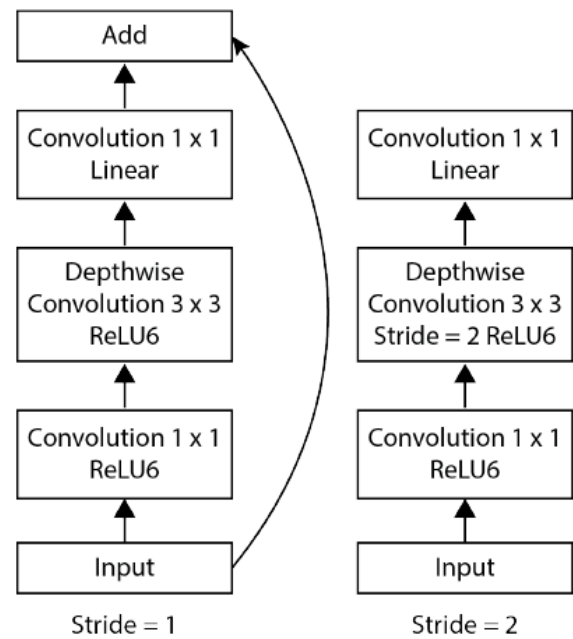 Add
Convolution 1 x 1
Linear
Depthwise
Convolution 3 x 3
ReLU6
Convolution 1 x 1
ReLU6
Input
Stride = 1
Convolution 1 x 1
Linear
Depthwise
Convolution 3 x 3
Stride = 2 ReLU6
Convolution 1 x 1
ReLU6
Input
Stride = 2